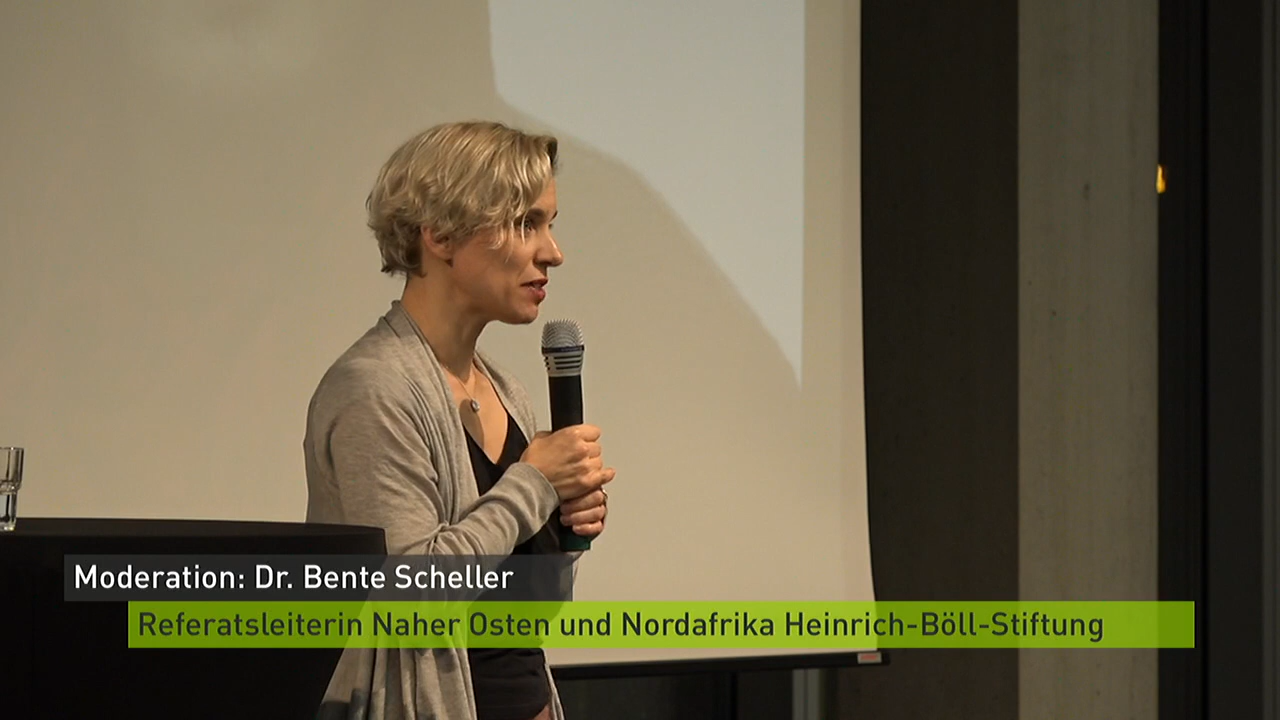 Moderation: Dr. Bente Scheller
Referatsleiterin Naher Osten und Nordafrika Heinrich-Böll-Stiftung